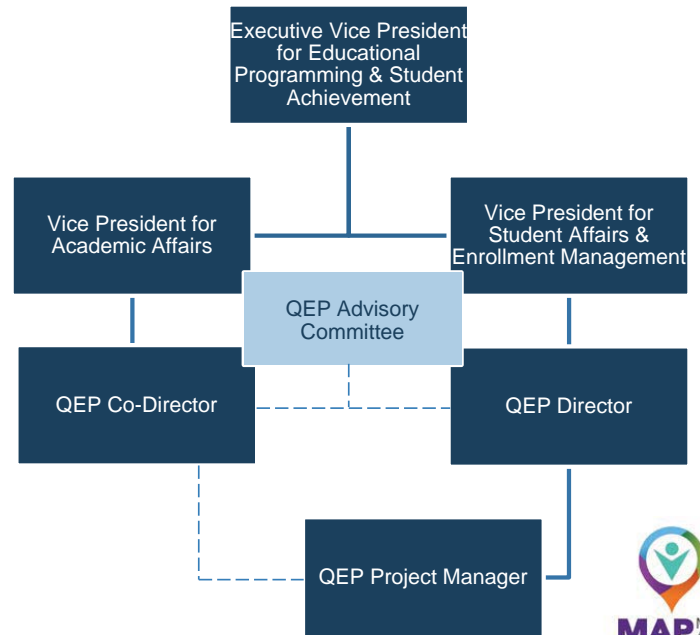 Executive Vice President
for Educational
Programming & Student
Achievement
Vice President for
Academic Affairs
Vice President for
Student Affairs &
Enrollment Management
QEP Advisory
Committee
QEP Co-Director
QEP Director
QEP Project Manager